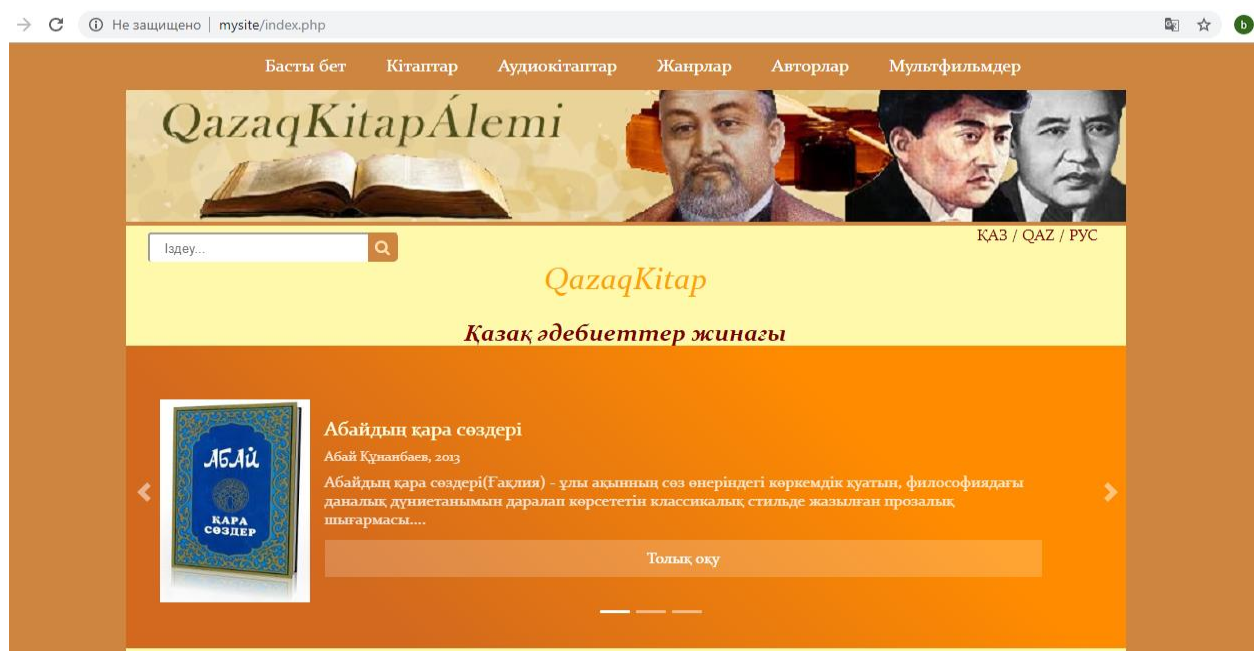 Не защищено | mysite/index.php
b
Басты бет Кітаптар Аудиокітаптар Жанрлар Авторлар Мультфильмдер
QazaqKitapÁlemi
Іздеу...
ҚАЗ / QAZ / РУС
QazaqKitap
Қазақ әдебиеттер жинағы
АБАЙ
ҚАРА
СӨЗДЕР
Абайдың қара сөздері
Абай Құнанбаев, 2013
Абайдың қара сөздері(Ғақлия) - ұлы ақынның сөз өнеріндегі көркемдік қуатын, философиядағы
даналық дүниетанымын даралап көрсететін классикалық стильде жазылған прозалық
шығармасы....
Толық оқу